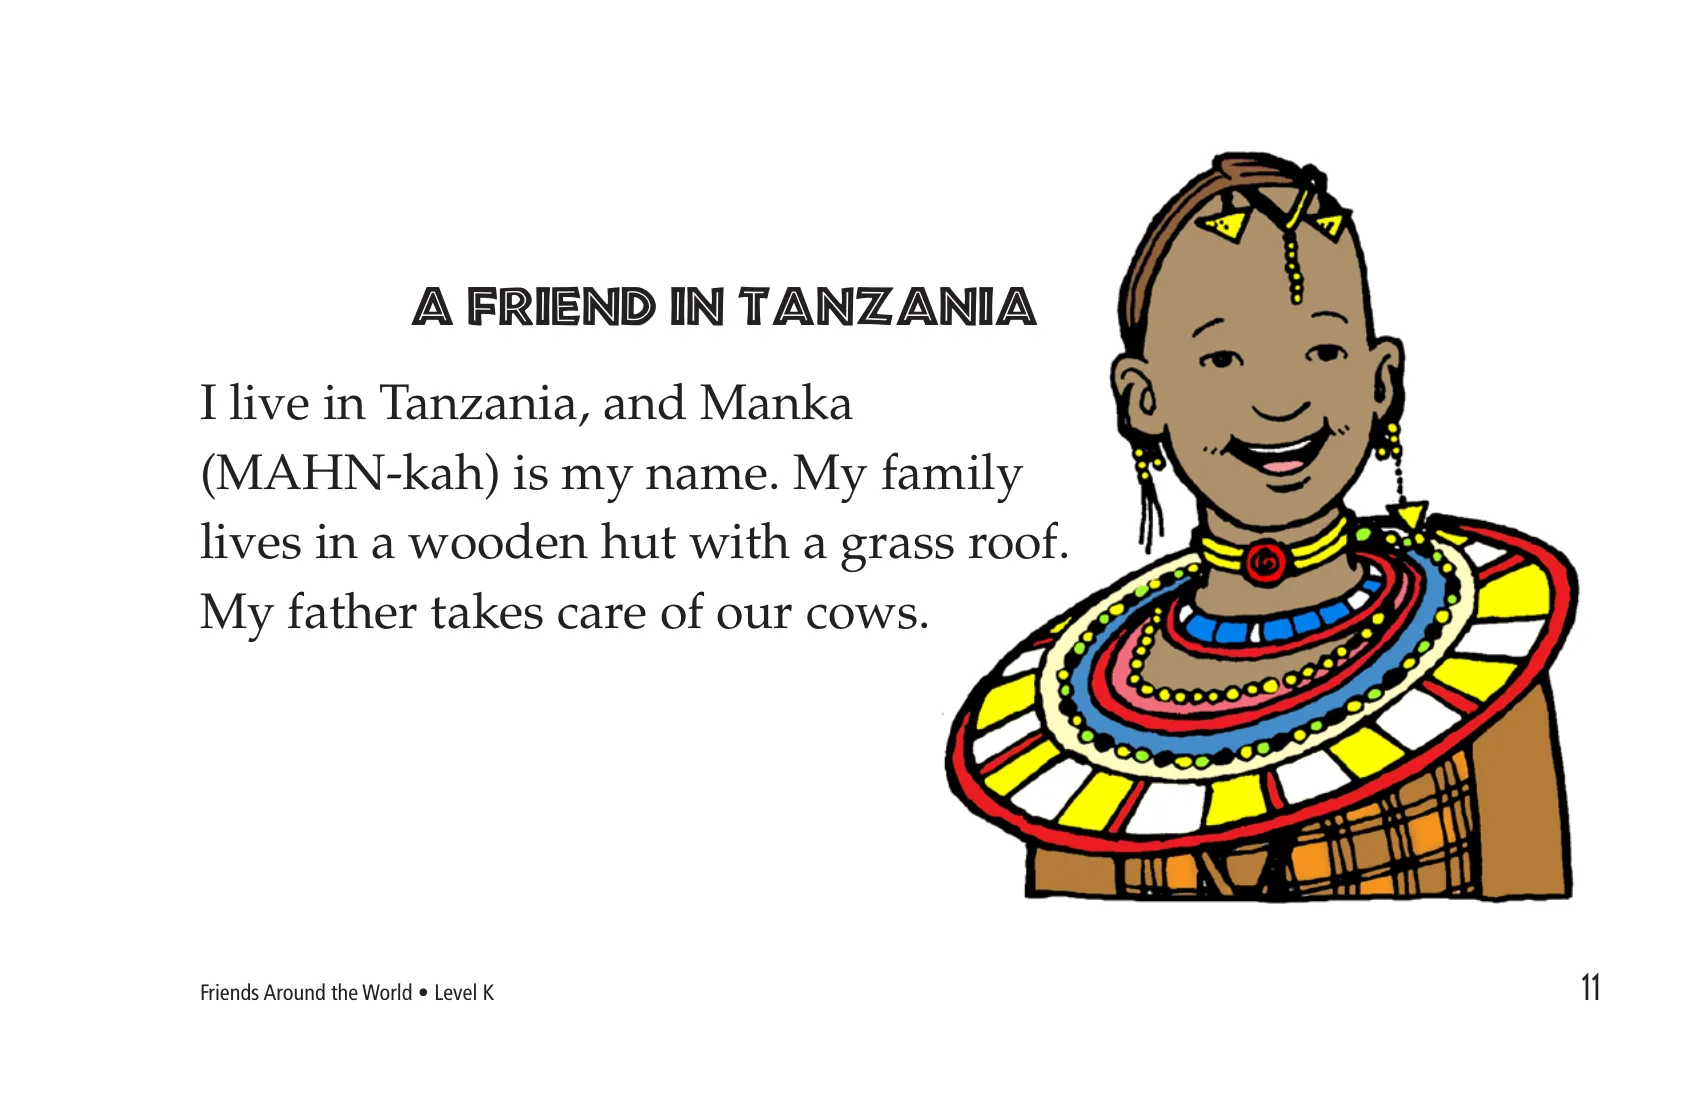 A FRIEND IN TANZANIA
I live in Tanzania, and Manka
(MAHN-kah) is my name. My family
lives in a wooden hut with a grass roof.
My father takes care of our cows.
Friends Around the World • Level K
11